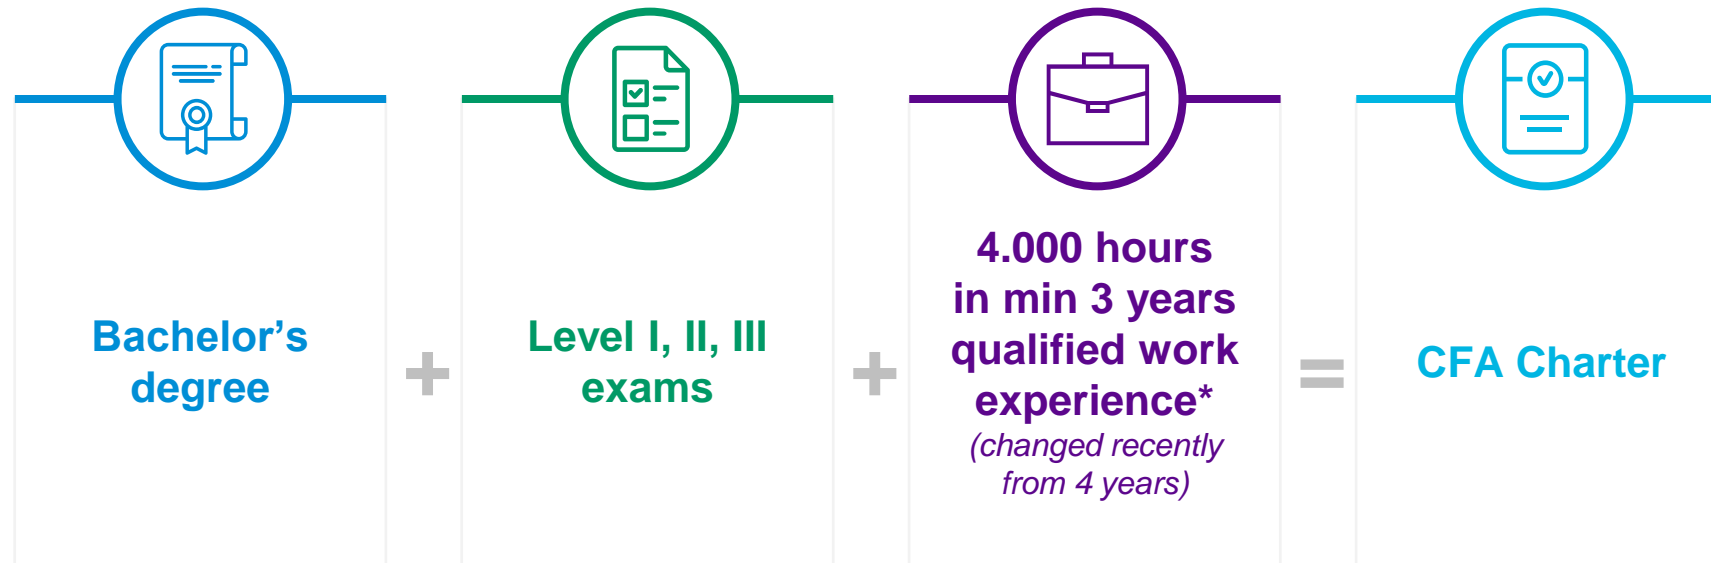 Bachelor’s
degree
+
Level I, II, III
exams
+
4.000 hours
in min 3 years
qualified work
experience*
(changed recently
from 4 years)
=
CFA Charter